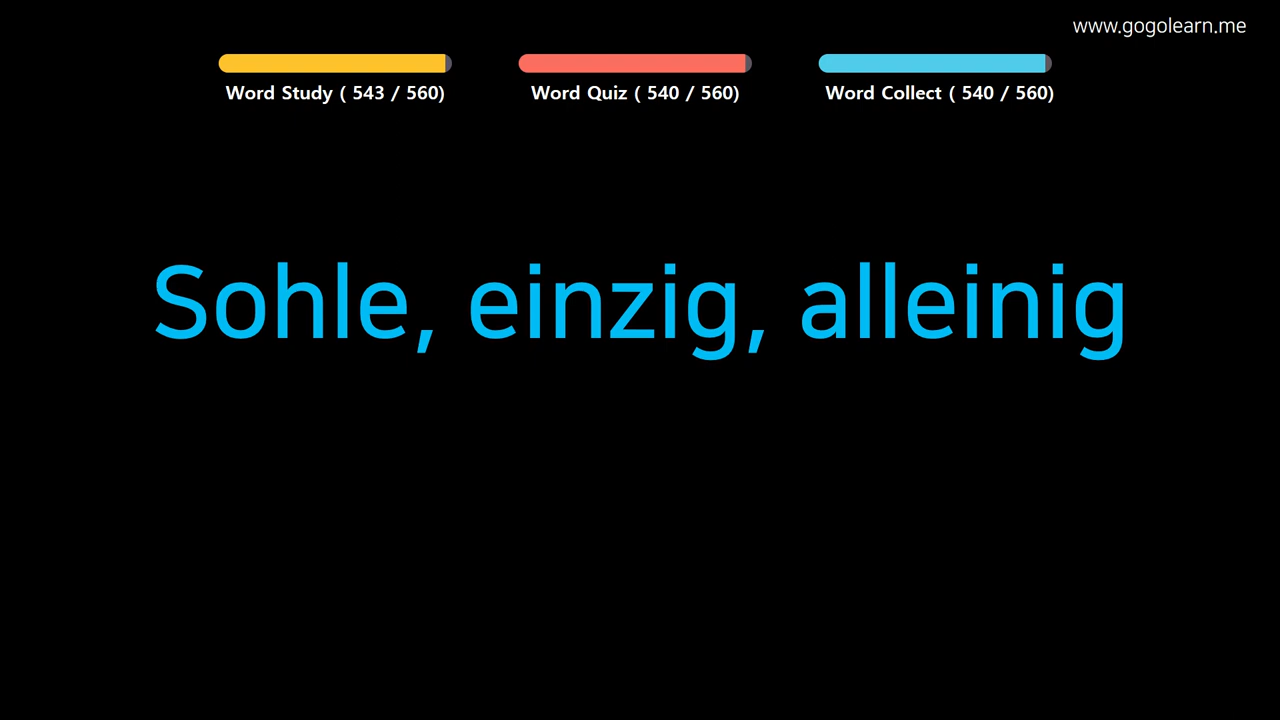 www.gogolearn.me
Word Study ( 543 / 560) Word Quiz ( 540 / 560) Word Collect ( 540 / 560)
Sohle, einzig, alleinig